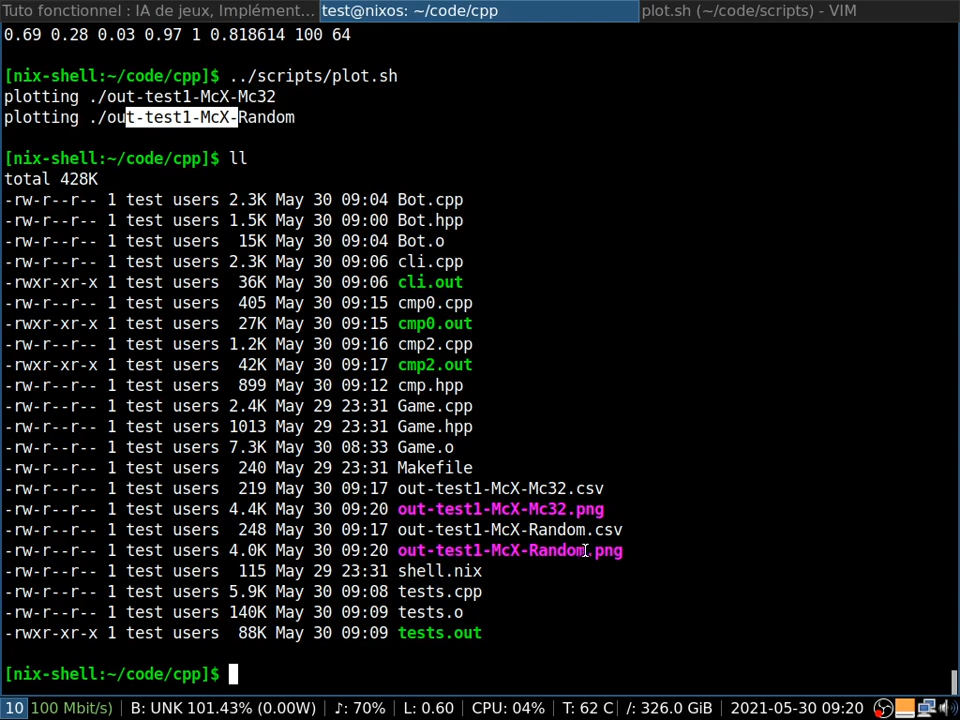 Tuto fonctionnel : IA de jeux, Implément... test@nixos: ~/code/cpp plot.sh (~/code/scripts) - VIM
0.69 0.28 0.03 0.97 1 0.818614 100 64
[nix-shell:~/code/cpp]$ ../scripts/plot.sh
plotting ./out-test1-McX-Mc32
plotting ./out-test1-McX-Random
[nix-shell:~/code/cpp]$ ll
total 428K
-rw-r--r-- 1 test users 2.3K May 30 09:04 Bot.cpp
-rw-r--r-- 1 test users 1.5K May 30 09:00 Bot.hpp
-rw-r--r-- 1 test users  15K May 30 09:04 Bot.o
-rw-r--r-- 1 test users 2.3K May 30 09:06 cli.cpp
-rwxr-xr-x 1 test users  36K May 30 09:06 cli.out
-rw-r--r-- 1 test users  405 May 30 09:15 cmp0.cpp
-rwxr-xr-x 1 test users  27K May 30 09:15 cmp0.out
-rw-r--r-- 1 test users 1.2K May 30 09:16 cmp2.cpp
-rwxr-xr-x 1 test users  42K May 30 09:17 cmp2.out
-rw-r--r-- 1 test users  899 May 30 09:12 cmp.hpp
-rw-r--r-- 1 test users 2.4K May 29 23:31 Game.cpp
-rw-r--r-- 1 test users 1013 May 29 23:31 Game.hpp
-rw-r--r-- 1 test users 7.3K May 30 08:33 Game.o
-rw-r--r-- 1 test users  240 May 29 23:31 Makefile
-rw-r--r-- 1 test users  219 May 30 09:17 out-test1-McX-Mc32.csv
-rw-r--r-- 1 test users 4.4K May 30 09:20 out-test1-McX-Mc32.png
-rw-r--r-- 1 test users  248 May 30 09:17 out-test1-McX-Random.csv
-rw-r--r-- 1 test users 4.0K May 30 09:20 out-test1-McX-Random.png
-rw-r--r-- 1 test users  115 May 29 23:31 shell.nix
-rw-r--r-- 1 test users 5.9K May 30 09:08 tests.cpp
-rw-r--r-- 1 test users 140K May 30 09:09 tests.o
-rwxr-xr-x 1 test users  88K May 30 09:09 tests.out
[nix-shell:~/code/cpp]$
10 100 Mbit/s) | B: UNK 101.43% (0.00W) | ♪: 70% | L: 0.60 | CPU: 04% | T: 62 C | /: 326.0 GiB | 2021-05-30 09:20